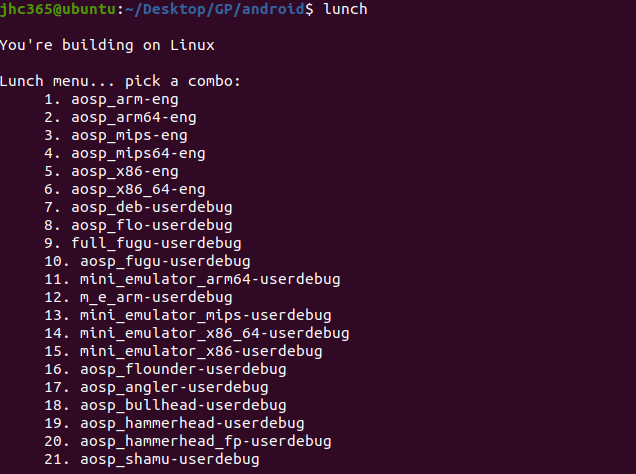 jhc365@ubuntu:~/Desktop/GP/android$ lunch
You're building on Linux
Lunch menu... pick a combo:
1. aosp_arm-eng
2. aosp_arm64-eng
3. aosp_mips-eng
4. aosp_mips64-eng
5. aosp_x86-eng
6. aosp_x86_64-eng
7. aosp_deb-userdebug
8. aosp_flo-userdebug
9. full_fugu-userdebug
10. aosp_fugu-userdebug
11. mini_emulator_arm64-userdebug
12. m_e_arm-userdebug
13. mini_emulator_mips-userdebug
14. mini_emulator_x86_64-userdebug
15. mini_emulator_x86-userdebug
16. aosp_flounder-userdebug
17. aosp_angler-userdebug
18. aosp_bullhead-userdebug
19. aosp_hammerhead-userdebug
20. aosp_hammerhead_fp-userdebug
21. aosp_shamu-userdebug